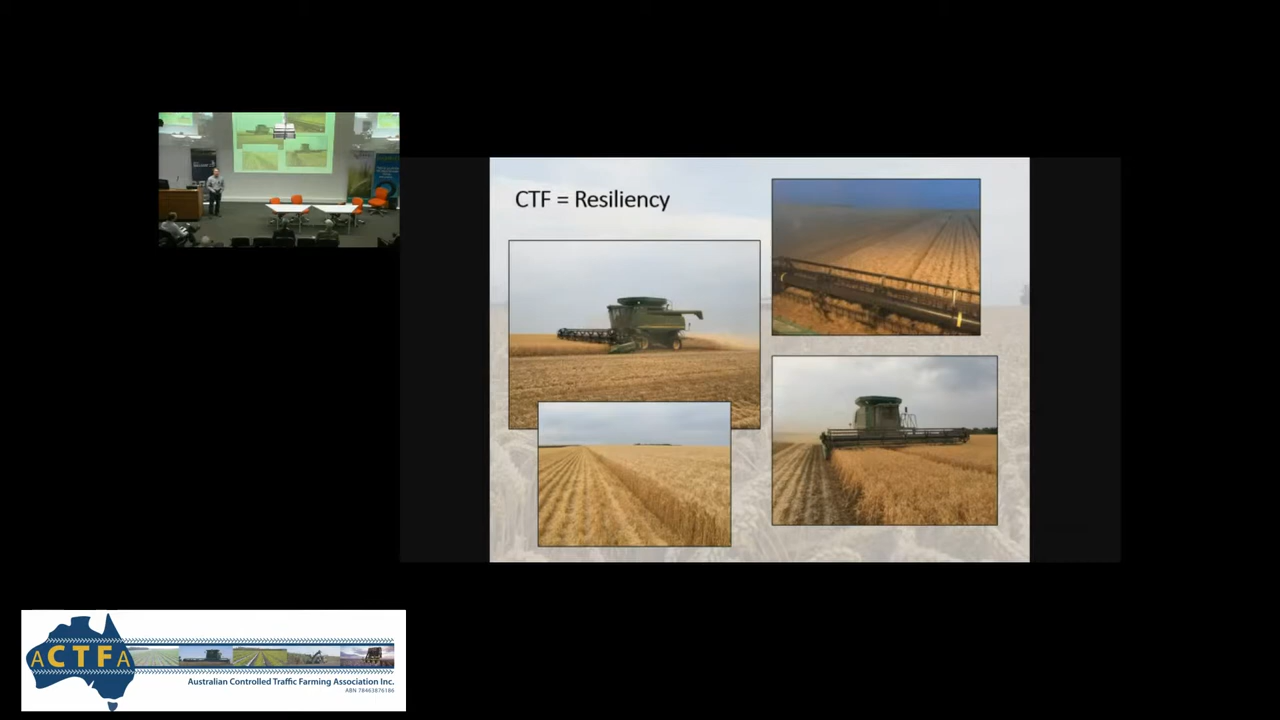 CTF = Resiliency
ACTFA
Australian Controlled Traffic Farming Association Inc.
ABN 78463876186